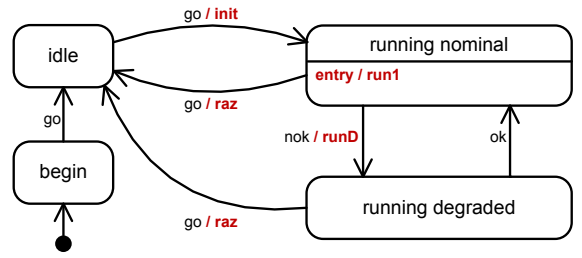 go / init
idle
running nominal
entry / run1
go / raz
go
nok / runD
ok
begin
running degraded
go / raz